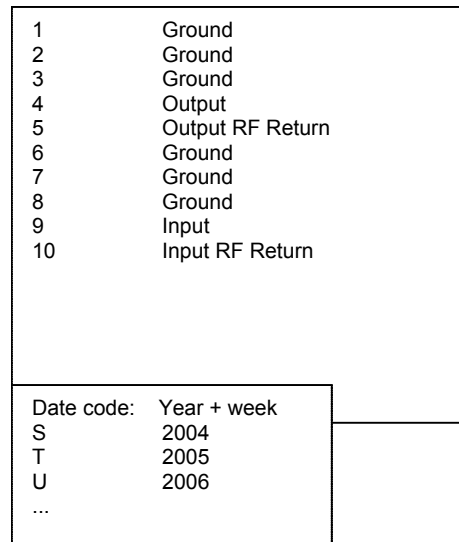 1 Ground
2 Ground
3 Ground
4 Output
5 Output RF Return
6 Ground
7 Ground
8 Ground
9 Input
10 Input RF Return
Date code: Year + week
S 2004
T 2005
U 2006
...